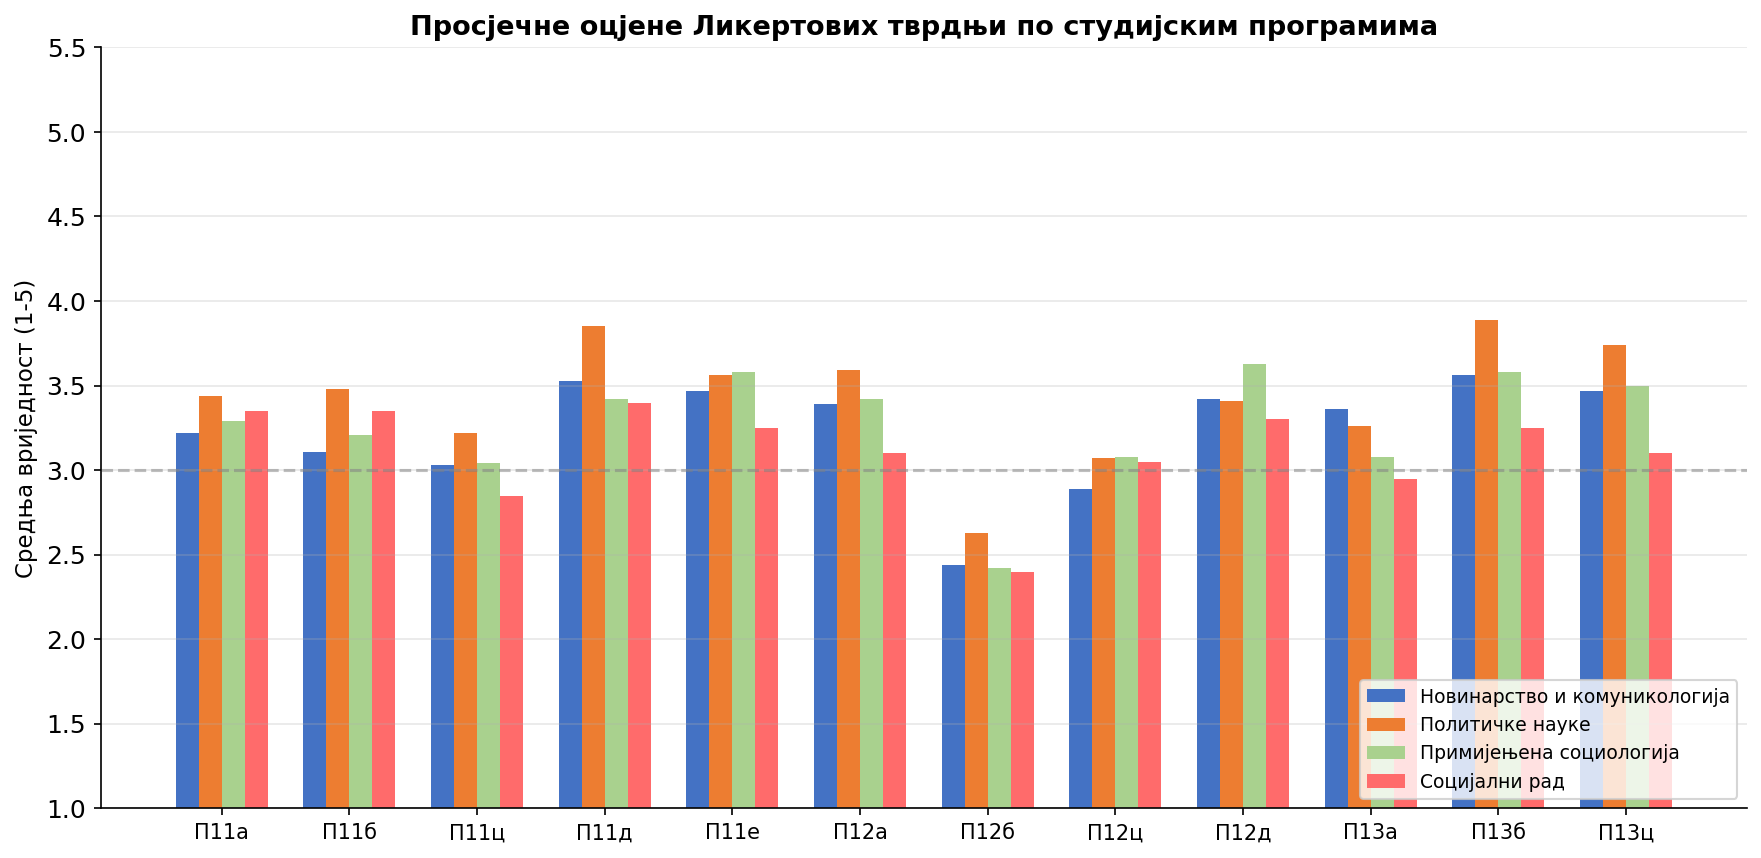 Просјечне оцјене Ликертових тврдњи по студијским програмима
Средња вриједност (1-5)
5.5
5.0
4.5
4.0
3.5
3.0
2.5
2.0
1.5
1.0
П11а П11б П11ц П11д П11е П12а П12б П12ц П12д П13а П13б П13ц
Новинарство и комуникологија
Политичке науке
Примијењена социологија
Социјални рад